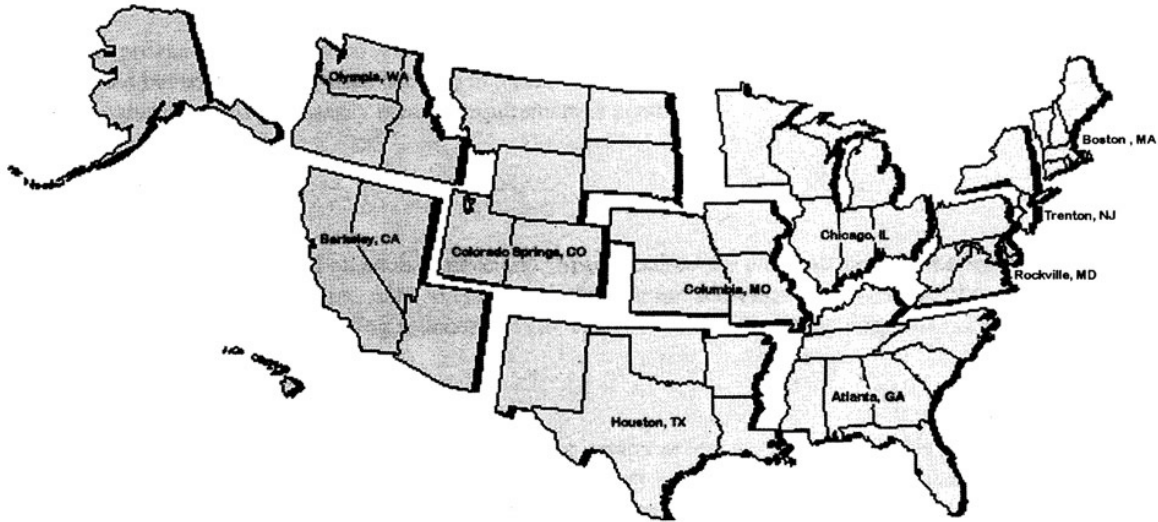 Olympia, WA
Boston , MA
Trenton, NJ
Chicago, IL
Berkeley, CA
Colorado Springs, CO
Rockville, MD
Columbia, MO
Atlanta, GA
Houston, TX